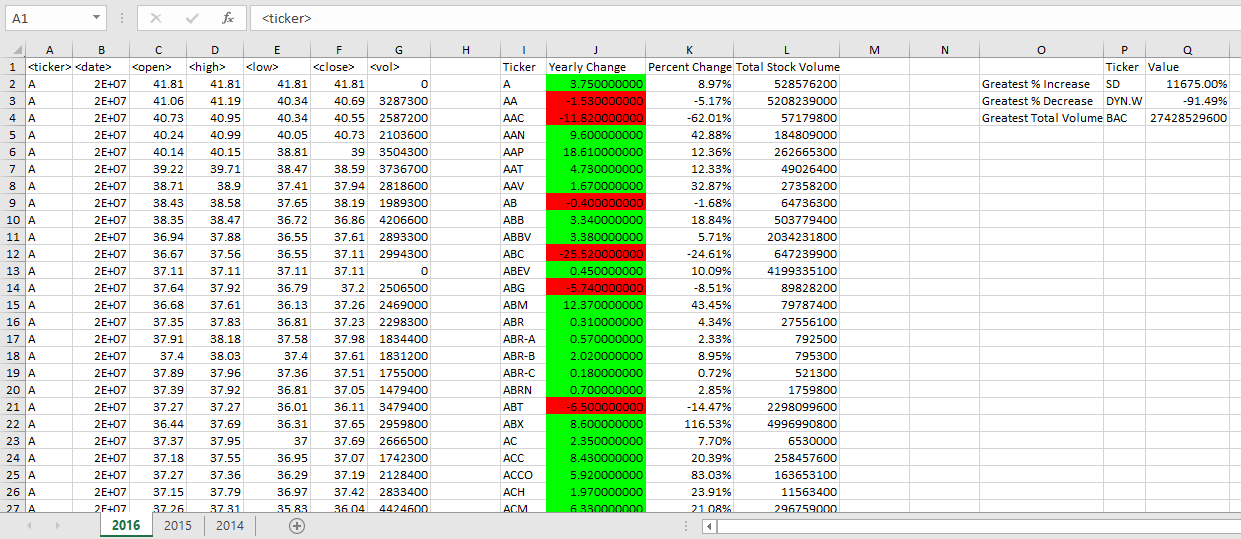 A1 fx <ticker>
A B C D E F G H I J K L M N O P Q
1 <ticker> <date> <open> <high> <low> <close> <vol> Ticker Yearly Change Percent Change Total Stock Volume Ticker Value
2 A 2E+07 41.81 41.81 41.81 41.81 0 A 3.750000000 8.97% 528576200 Greatest % Increase SD 11675.00%
3 A 2E+07 41.06 41.19 40.34 40.69 3287300 AA -1.530000000 -5.17% 5208239000 Greatest % Decrease DYN.W -91.49%
4 A 2E+07 40.73 40.95 40.34 40.55 2587200 AAC -11.820000000 -62.01% 57179800 Greatest Total Volume BAC 27428529600
5 A 2E+07 40.24 40.99 40.05 40.73 2103600 AAN 9.600000000 42.88% 184809000
6 A 2E+07 40.14 40.15 38.81 39 3504300 AAP 18.610000000 12.36% 262665300
7 A 2E+07 39.22 39.71 38.47 38.59 3736700 AAT 4.730000000 12.33% 49026400
8 A 2E+07 38.71 38.9 37.41 37.94 2818600 AAV 1.670000000 32.87% 27358200
9 A 2E+07 38.43 38.58 37.65 38.19 1989300 AB -0.400000000 -1.68% 64736300
10 A 2E+07 38.35 38.47 36.72 36.86 4206600 ABB 3.340000000 18.84% 503779400
11 A 2E+07 36.94 37.88 36.55 37.61 2893300 ABBV 3.380000000 5.71% 2034231800
12 A 2E+07 36.67 37.56 36.55 37.11 2994300 ABC -25.520000000 -24.61% 647239900
13 A 2E+07 37.11 37.11 37.11 37.11 0 ABEV 0.450000000 10.09% 4199335100
14 A 2E+07 37.64 37.92 36.79 37.2 2506500 ABG -5.740000000 -8.51% 89828200
15 A 2E+07 36.68 37.61 36.13 37.26 2469000 ABM 12.370000000 43.45% 79787400
16 A 2E+07 37.35 37.83 36.81 37.23 2298300 ABR 0.310000000 4.34% 27556100
17 A 2E+07 37.91 38.18 37.58 37.98 1834400 ABR-A 0.570000000 2.33% 792500
18 A 2E+07 37.4 38.03 37.4 37.61 1831200 ABR-B 2.020000000 8.95% 795300
19 A 2E+07 37.89 37.96 37.36 37.51 1755000 ABR-C 0.180000000 0.72% 521300
20 A 2E+07 37.39 37.92 36.81 37.05 1479400 ABRN 0.700000000 2.85% 1759800
21 A 2E+07 37.27 37.27 36.01 36.11 3479400 ABT -6.500000000 -14.47% 2298099600
22 A 2E+07 36.44 37.69 36.31 37.65 2959800 ABX 8.600000000 116.53% 4996990800
23 A 2E+07 37.37 37.95 37 37.69 2666500 AC 2.350000000 7.70% 6530000
24 A 2E+07 37.18 37.55 36.95 37.07 1742300 ACC 8.430000000 20.39% 258457600
25 A 2E+07 37.27 37.36 36.29 37.19 2128400 ACCO 5.920000000 83.03% 163653100
26 A 2E+07 37.15 37.79 36.97 37.42 2833400 ACH 1.970000000 23.91% 11563400
27 A 2E+07 37.26 37.31 35.83 36.04 4424600 ACM 6.330000000 21.08% 296759000
2016 2015 2014